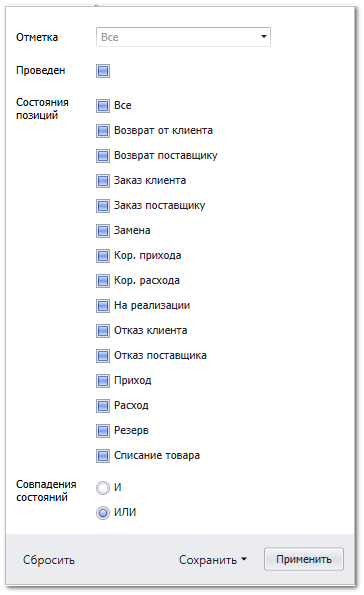 Отметка
Все
Проведен
Состояния
позиций
Все
Возврат от клиента
Возврат поставщику
Заказ клиента
Заказ поставщику
Замена
Кор. прихода
Кор. расхода
На реализации
Отказ клиента
Отказ поставщика
Приход
Расход
Резерв
Списание товара
Совпадения
состояний
И
ИЛИ
Сбросить
Сохранить
Применить